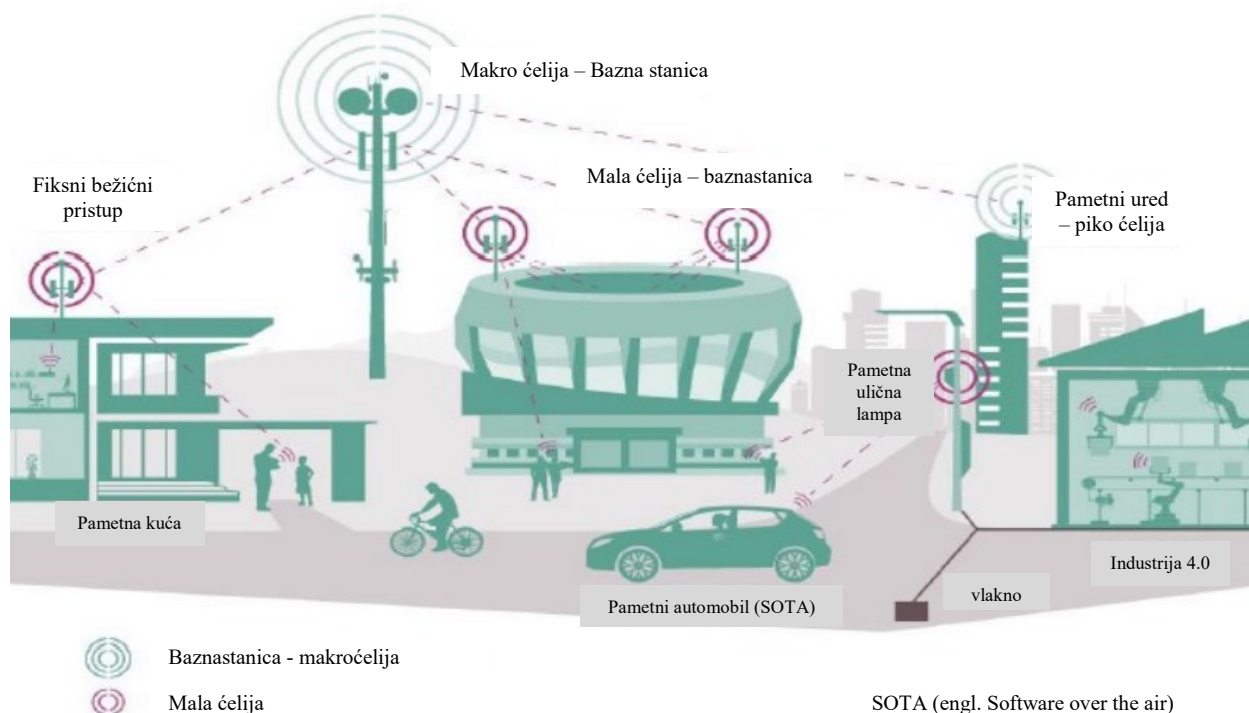 Makro ćelija – Bazna stanica
Fiksni bežićni
pristup
Mala ćelija – baznastanica
Pametni ured
– piko ćelija
Pametna
ulična
lampa
Pametna kuća
Pametni automobil (SOTA)
vlakno
Industrija 4.0
Baznastanica - makroćelija
Mala ćelija
SOTA (engl. Software over the air)